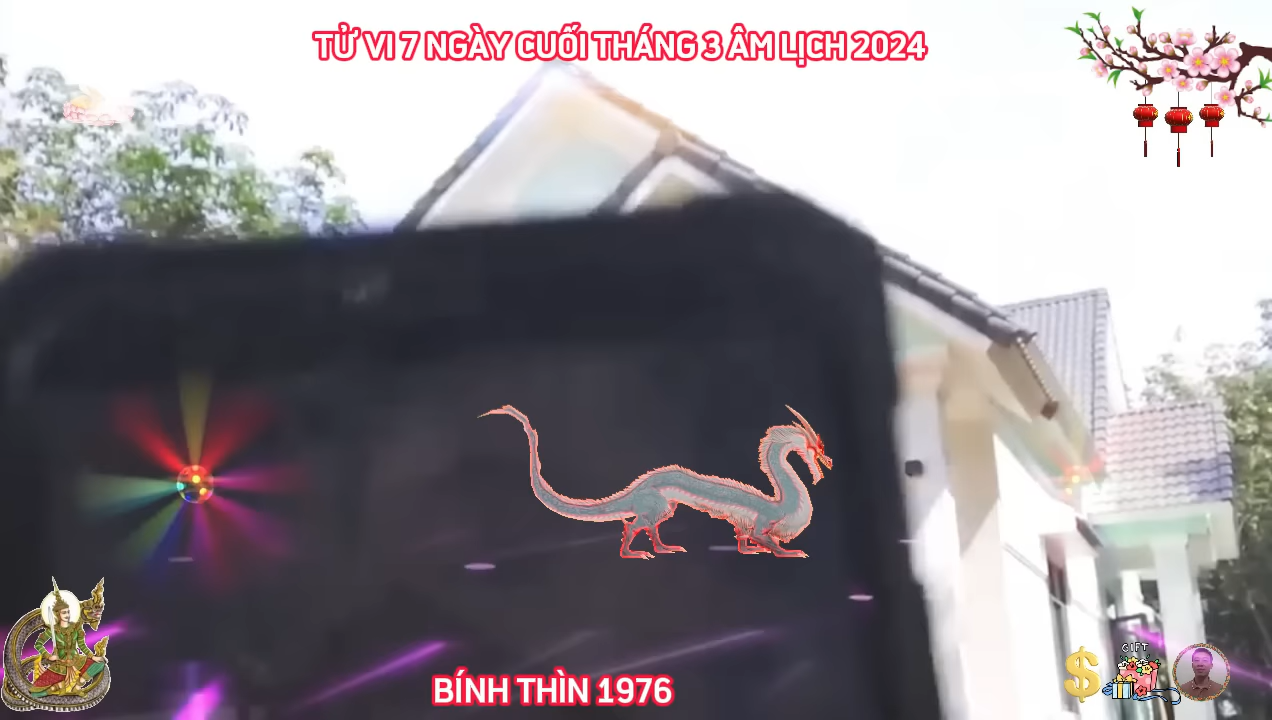 TỬ VI 7 NGÀY CUỐI THÁNG 3 ÂM LỊCH 2024
GIFT
BÍNH THÌN 1976